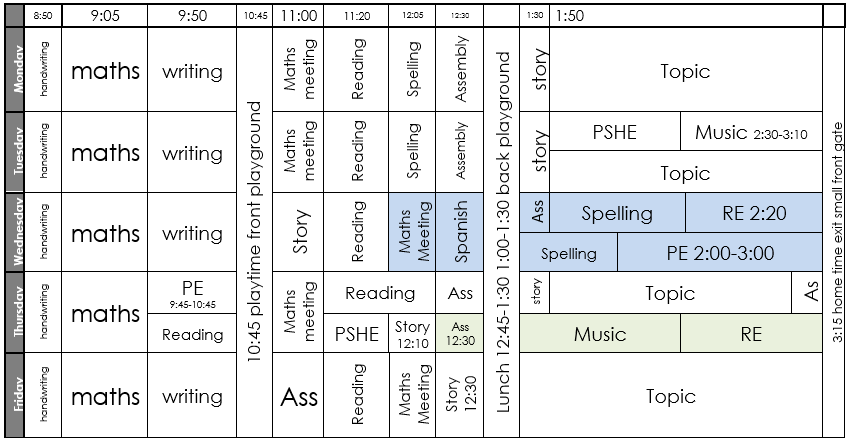 8:50 9:05 9:50 10:45 11:00 11:20 12:05 12:30 1:30 1:50
Monday
handwriting
maths
writing
10:45 playtime front playground
Maths
meeting
Reading
Spelling
Assembly
Lunch 12:45-1:30 1:00-1:30 back playground
story
Topic
3:15 home time exit small front gate
Tuesday
handwriting
maths
writing
Maths
meeting
Reading
Spelling
Assembly
story
PSHE
Music 2:30-3:10
Topic
Wednesday
handwriting
maths
writing
Story
Reading
Maths
Meeting
Spanish
Ass
Spelling
RE 2:20
Spelling
PE 2:00-3:00
Thursday
handwriting
maths
PE
9:45-10:45
Reading
Maths
meeting
Reading
Ass
PSHE
Story
12:10
Ass
12:30
story
Topic
As
Music
RE
Friday
handwriting
maths
writing
Ass
Reading
Maths
Meeting
Story
12:30
Topic